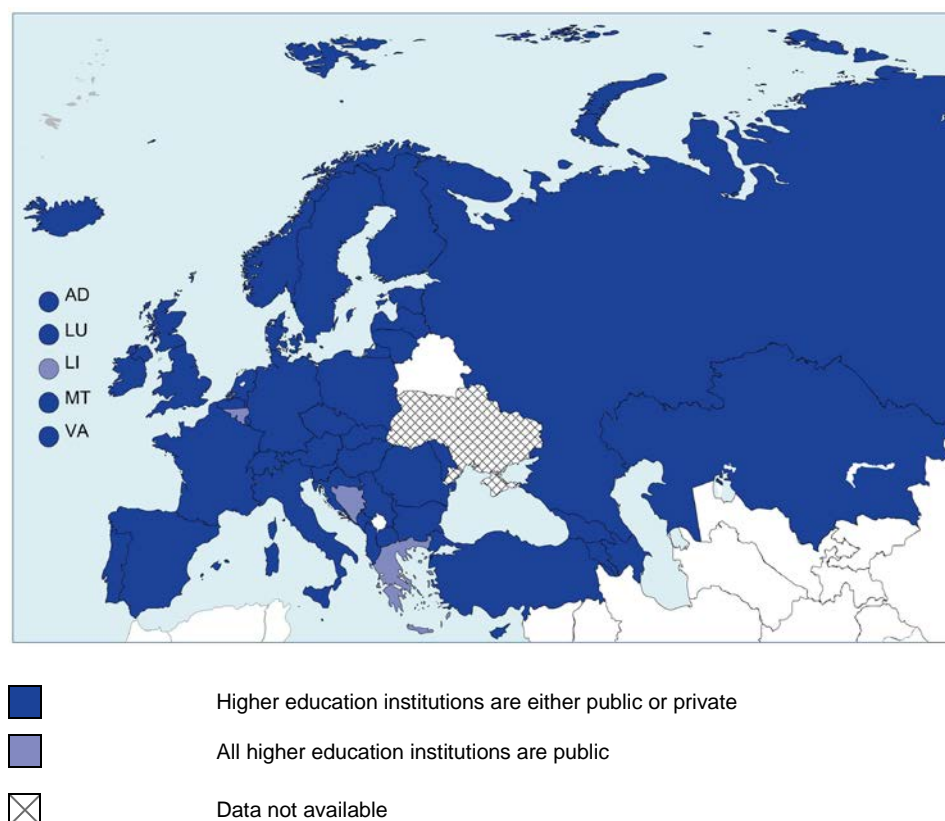 AD
LU
LI
MT
VA
Higher education institutions are either public or private
All higher education institutions are public
Data not available